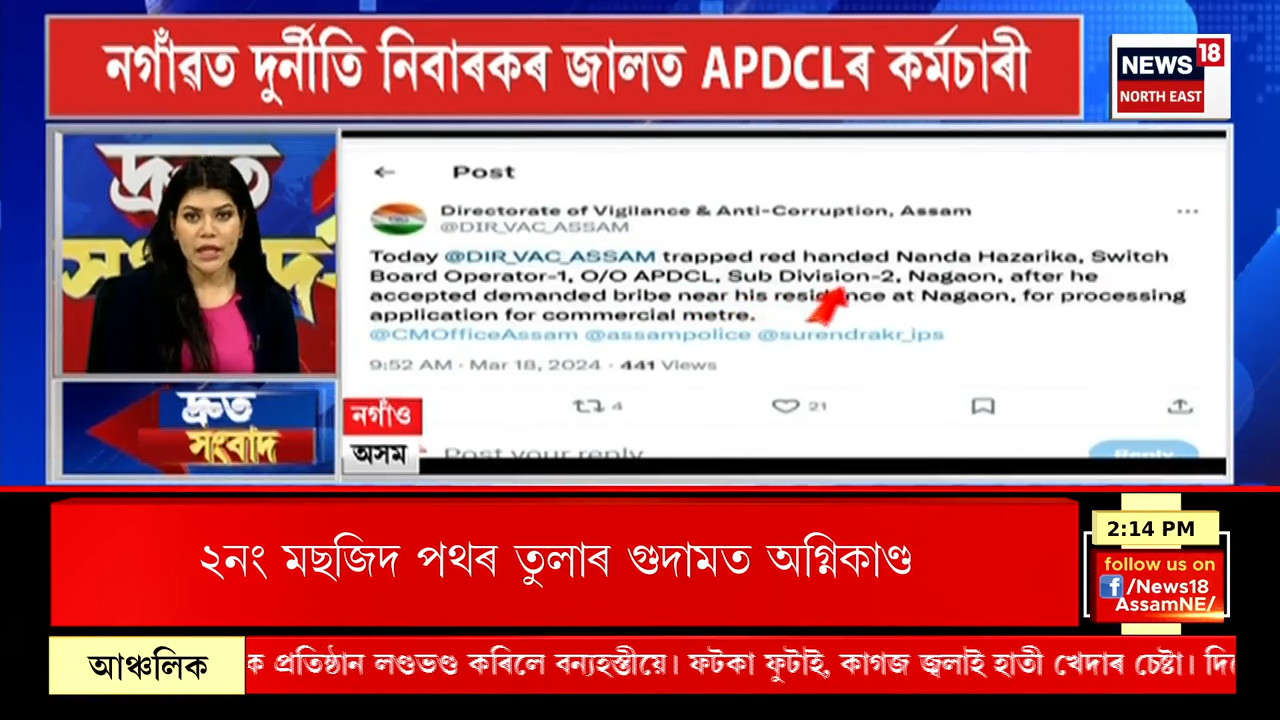 নগাঁৱত দুৰ্নীতি নিবাৰকৰ জালত APDCLৰ কৰ্মচাৰী
NEWS 18
NORTH EAST
দ্ৰুত
সংবাদ
Post
Directorate of Vigilance & Anti-Corruption, Assam
@DIR_VAC_ASSAM
Today @DIR_VAC_ASSAM trapped red handed Nanda Hazarika, Switch
Board Operator-1, O/O APDCL, Sub Division-2, Nagaon, after he
accepted demanded bribe near his residence at Nagaon, for processing
application for commercial metre.
@CMOfficeAssam @assampolice @surendrakr_ips
9:52 AM · Mar 18, 2024 · 441 Views
4 21
Post your reply
Reply
দ্ৰুত
সংবাদ
নগাঁও
অসম
২নং মছজিদ পথৰ তুলাৰ গুদামত অগ্নিকাণ্ড
2:14 PM
follow us on
/News18
AssamNE/
আঞ্চলিক
ক প্ৰতিষ্ঠান লণ্ডভণ্ড কৰিলে বন্যহস্তীয়ে। ফটকা ফুটাই, কাগজ জ্বলাই হাতী খেদাৰ চেষ্টা।